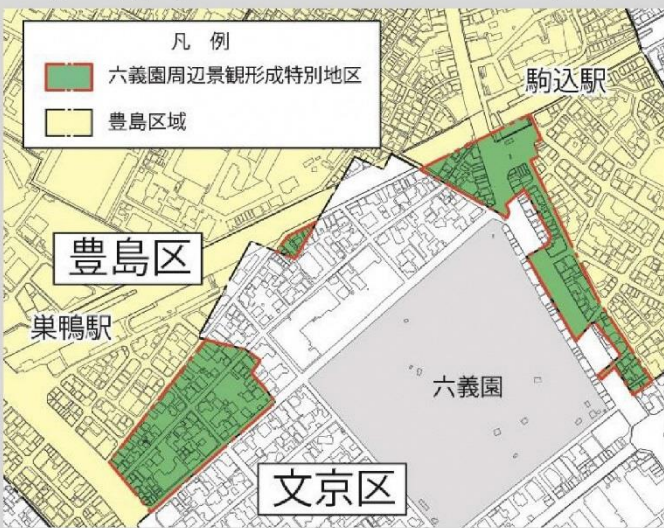 凡 例
六義園周辺景観形成特別地区
豊島区域
駒込駅
豊島区
巣鴨駅
六義園
文京区